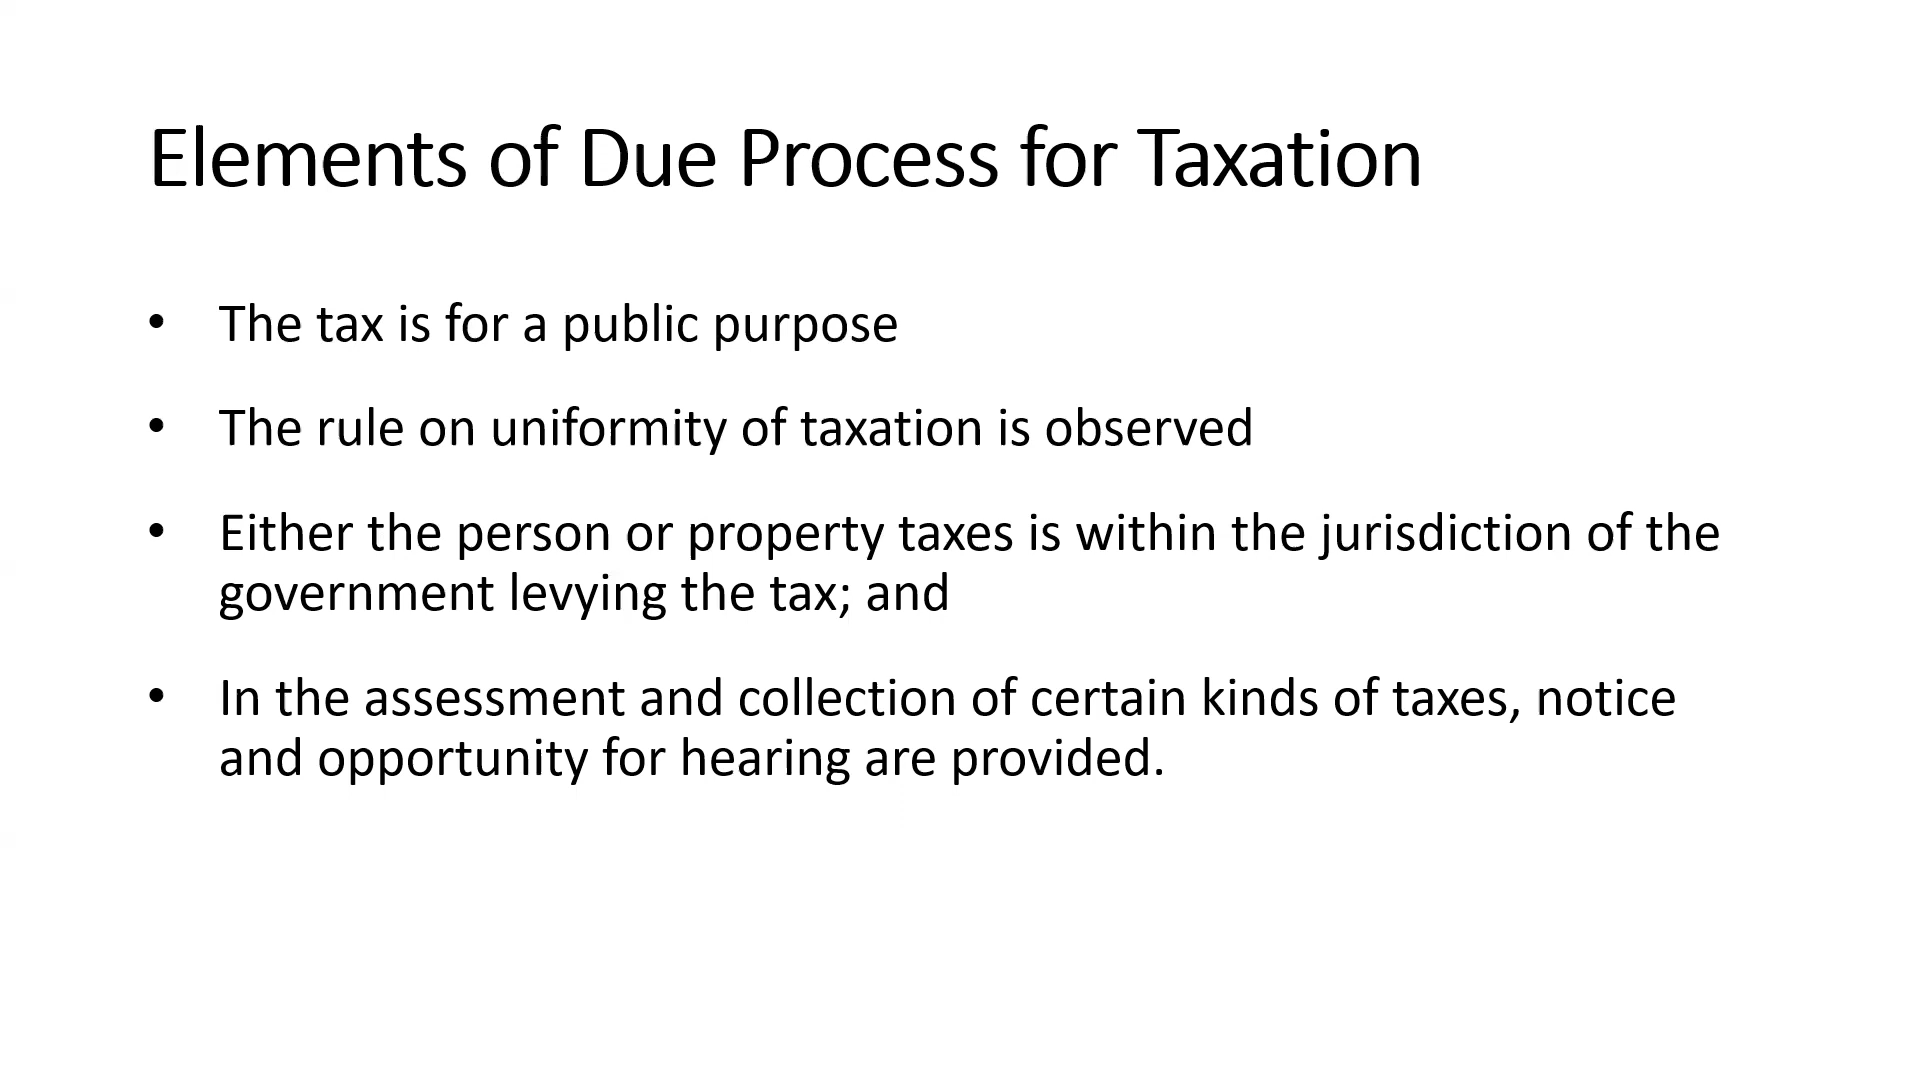 Elements of Due Process for Taxation
• The tax is for a public purpose
• The rule on uniformity of taxation is observed
• Either the person or property taxes is within the jurisdiction of the
government levying the tax; and
• In the assessment and collection of certain kinds of taxes, notice
and opportunity for hearing are provided.